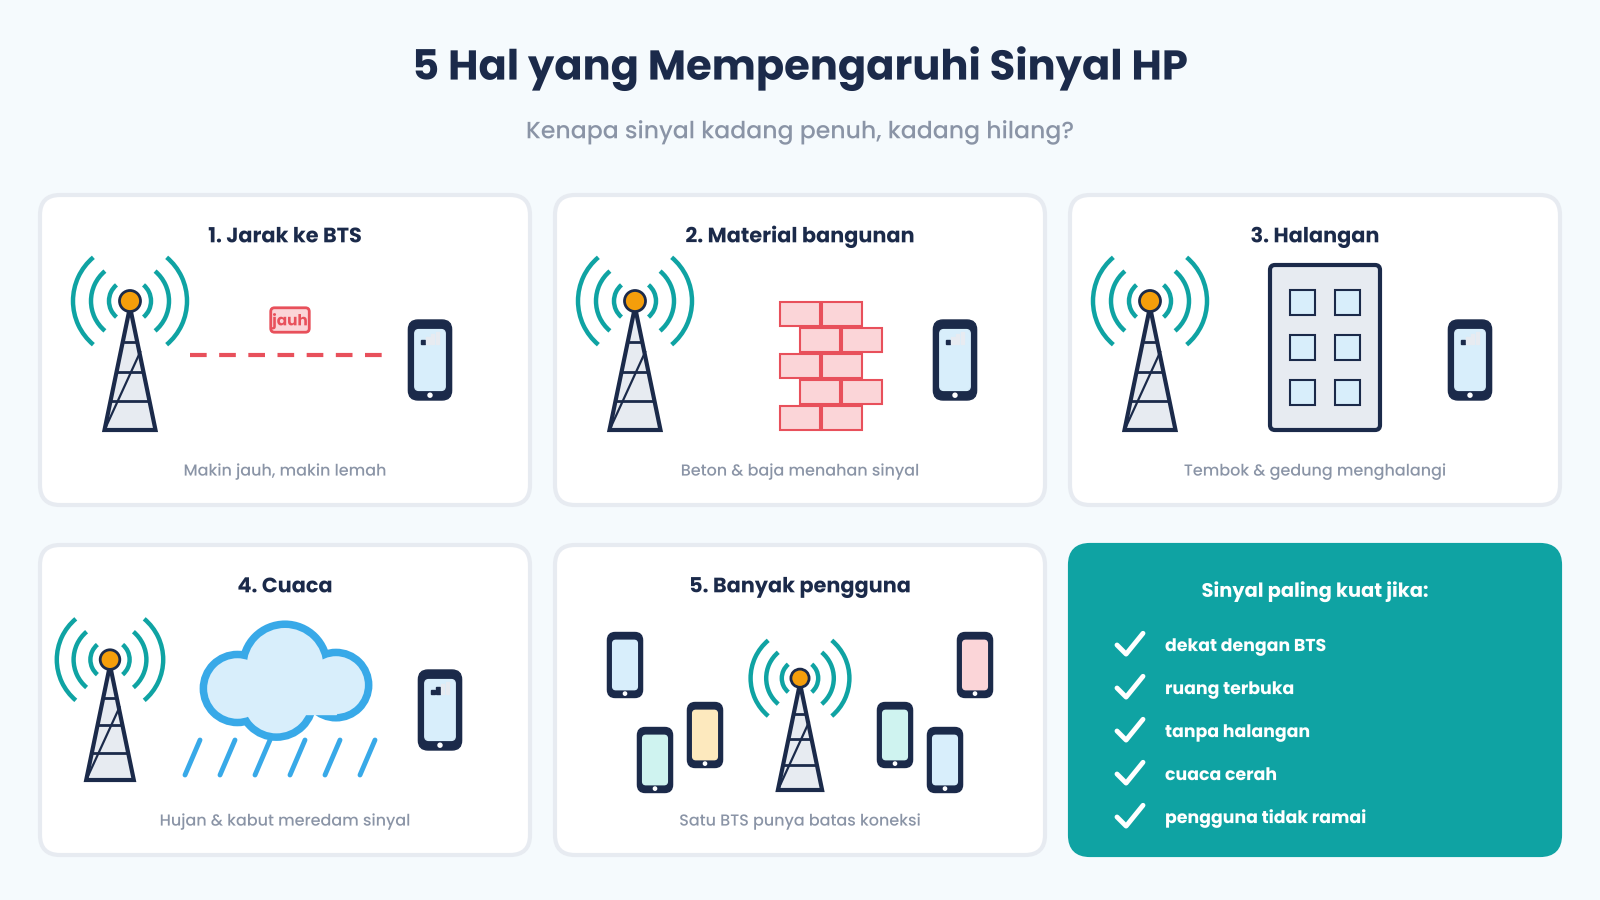 5 Hal yang Mempengaruhi Sinyal HP
Kenapa sinyal kadang penuh, kadang hilang?
1. Jarak ke BTS
jauh
Makin jauh, makin lemah
2. Material bangunan
Beton & baja menahan sinyal
3. Halangan
Tembok & gedung menghalangi
4. Cuaca
Hujan & kabut meredam sinyal
5. Banyak pengguna
Satu BTS punya batas koneksi
Sinyal paling kuat jika:
dekat dengan BTS
ruang terbuka
tanpa halangan
cuaca cerah
pengguna tidak ramai